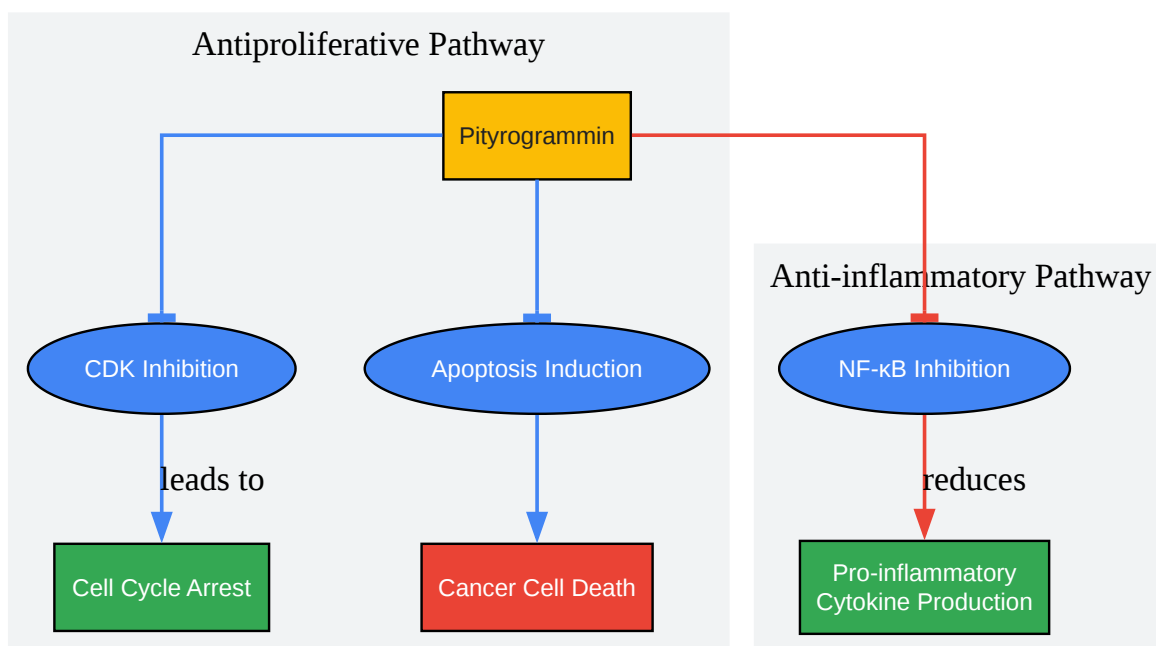 Antiproliferative Pathway
Pityrogrammin
Anti-inflammatory Pathway
CDK Inhibition
Apoptosis Induction
NF-κB Inhibition
leads to
reduces
Cell Cycle Arrest
Cancer Cell Death
Pro-inflammatory
Cytokine Production